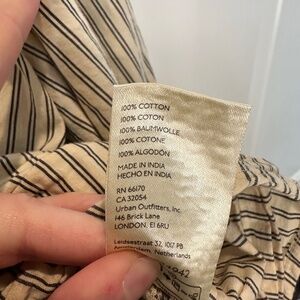 100% COTTON
100% COTON
100% BAUMWOLLE
100% COTONE
100% ALGODÓN
MADE IN INDIA
HECHO EN INDIA
RN 66170
CA 32054
Urban Outfitters, Inc.
146 Brick Lane
LONDON, E1 6RU
Leidsestraat 32, 1017 PB
Amsterdam, Netherlands